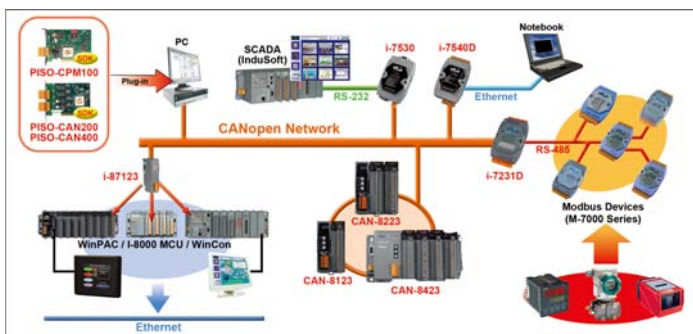 SDK
PISO-CPM100
SDK
PISO-CAN200
PISO-CAN400
Plug-in
PC
SCADA
(InduSoft)
RS-232
i-7530
i-7540D
Notebook
Ethernet
CANopen Network
i-7231D
RS-485
Modbus Devices
(M-7000 Series)
i-87123
WinPAC / I-8000 MCU / WinCon
Ethernet
CAN-8223
CAN-8123
CAN-8423